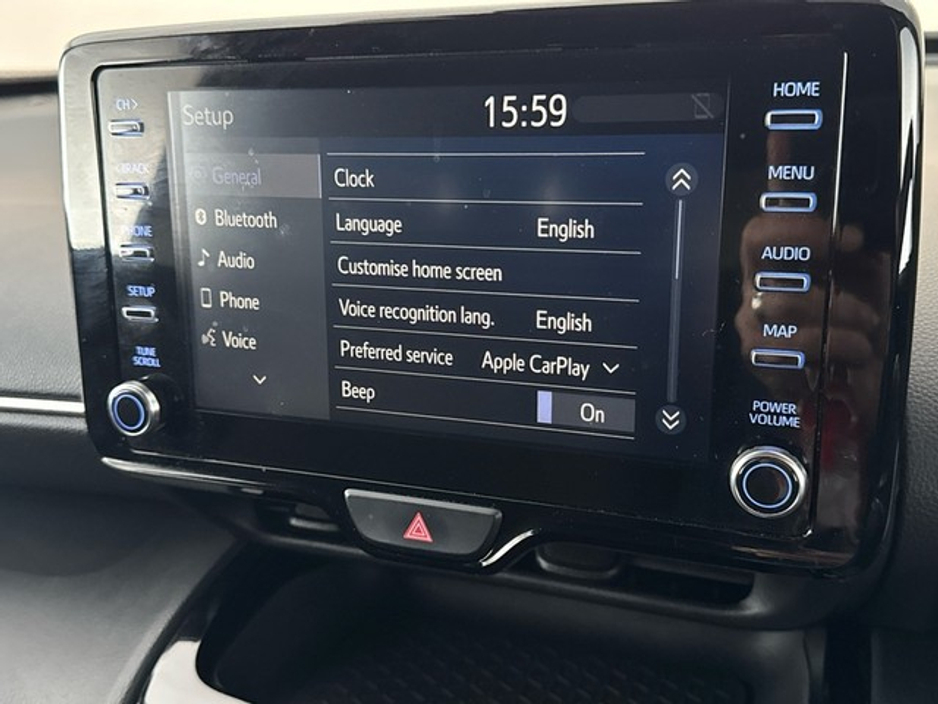 CH >
TRACK
PHONE
SETUP
TUNE
SCROLL
Setup
15:59
General
Bluetooth
Audio
Phone
Voice
Clock
Language English
Customise home screen
Voice recognition lang. English
Preferred service Apple CarPlay
Beep On
HOME
MENU
AUDIO
MAP
POWER
VOLUME